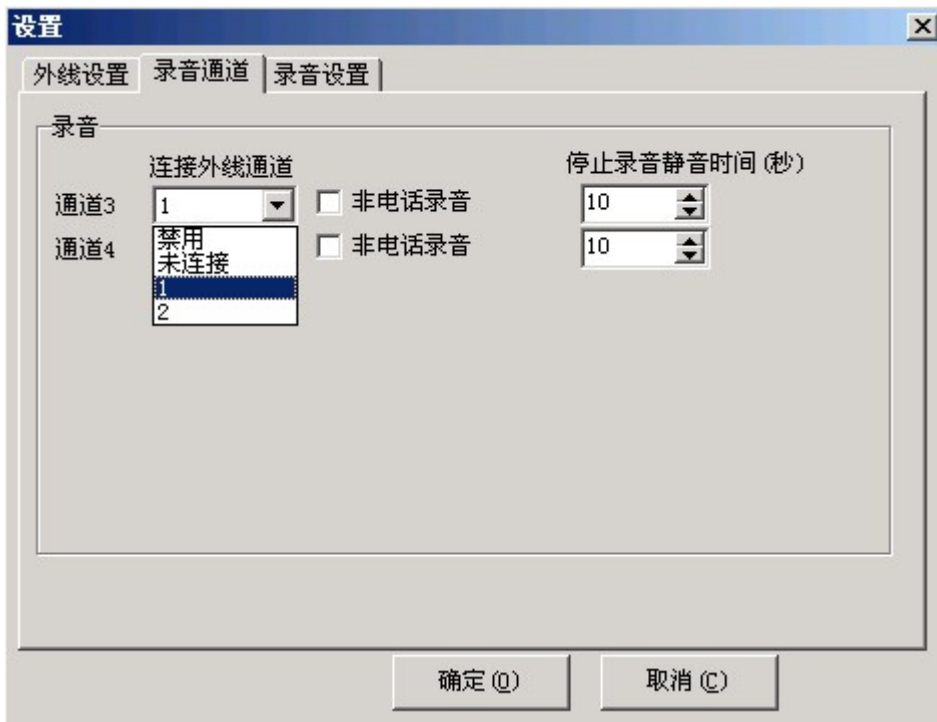 设置
外线设置 录音通道 录音设置
录音
连接外线通道 停止录音静音时间(秒)
通道3 1 非电话录音 10
通道4 非电话录音 10
禁用
未连接
1
2
确定(O) 取消(C)